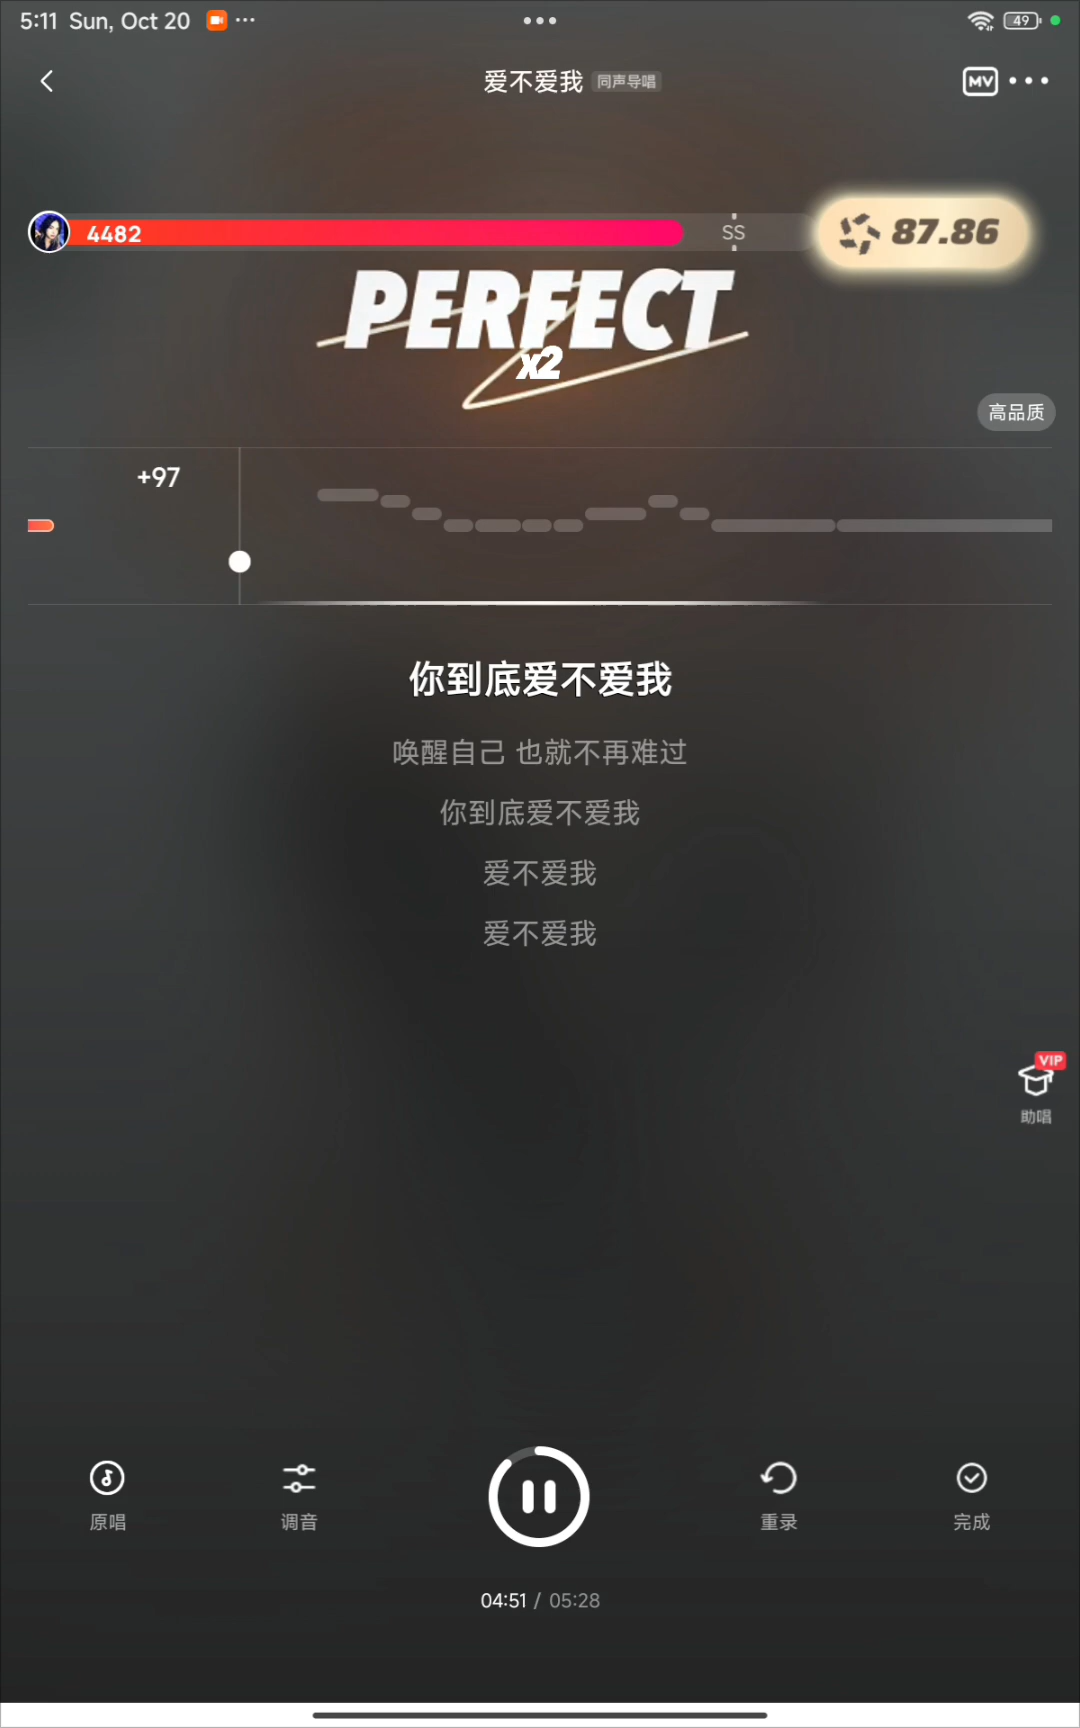 5:11 Sun, Oct 20
49
爱不爱我 同声导唱
MV
4482
SS
87.86
PERFECT
x2
高品质
+97
你到底爱不爱我
唤醒自己 也就不再难过
你到底爱不爱我
爱不爱我
爱不爱我
VIP
助唱
原唱
调音
重录
完成
04:51 / 05:28